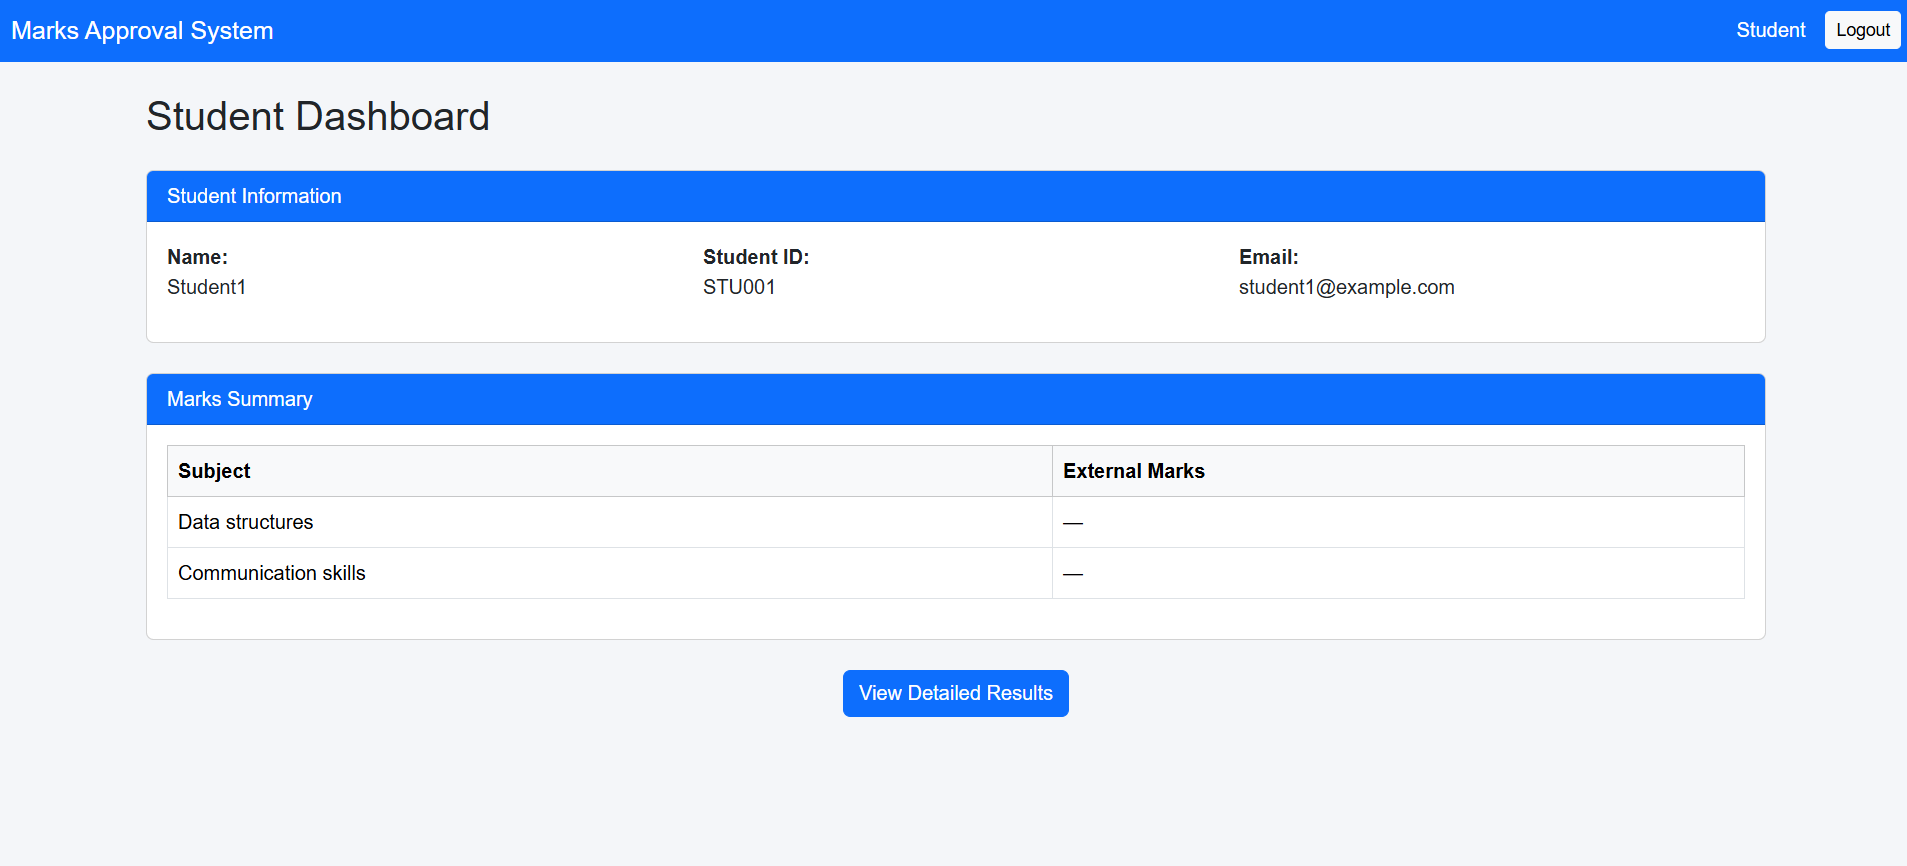 Marks Approval System Student Logout
Student Dashboard
Student Information
Name: Student ID: Email:
Student1 STU001 student1@example.com
Marks Summary
Subject External Marks
Data structures —
Communication skills —
View Detailed Results